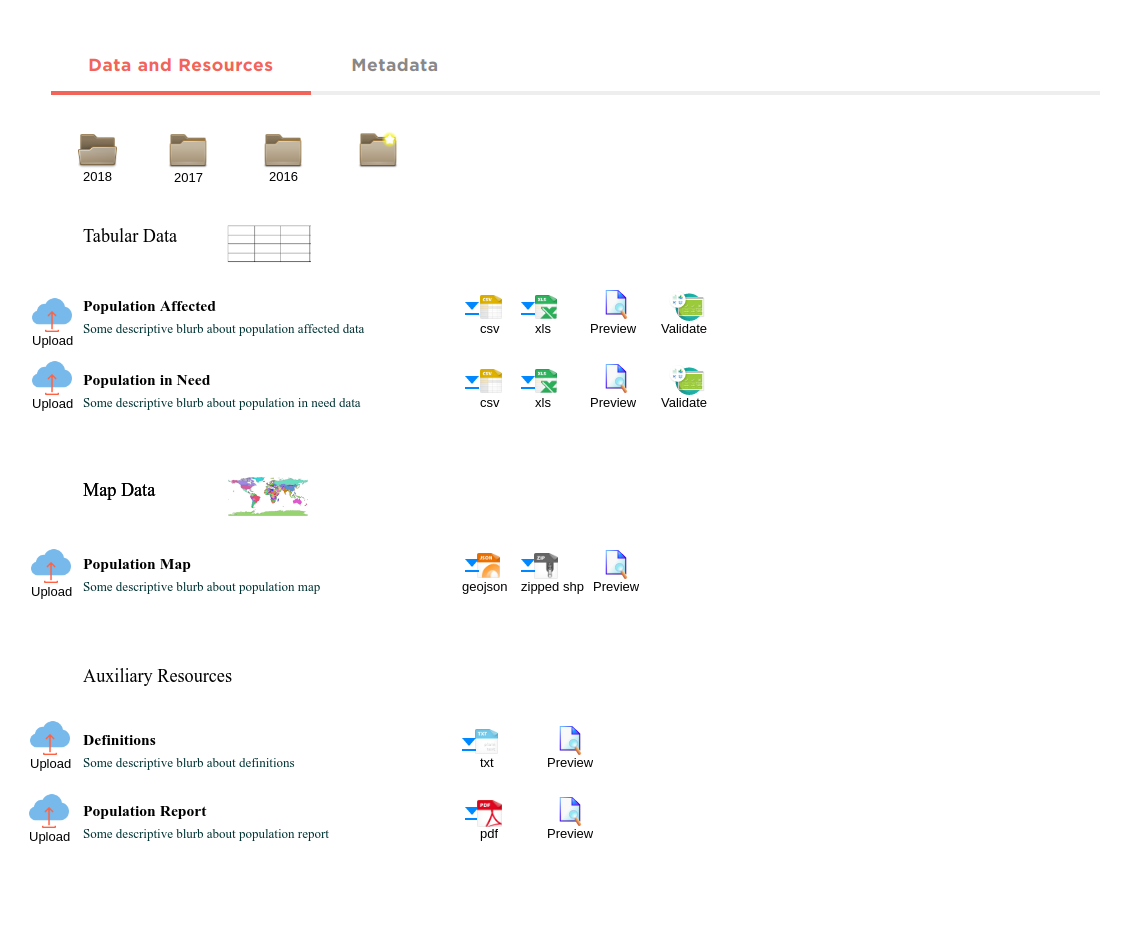 Data and Resources Metadata
2018 2017 2016
Tabular Data
Population Affected
Some descriptive blurb about population affected data
Upload
CSV XLS
csv xls Preview Validate
Population in Need
Some descriptive blurb about population in need data
Upload
CSV XLS
csv xls Preview Validate
Map Data
Population Map
Some descriptive blurb about population map
Upload
JSON ZIP
geojson zipped shp Preview
Auxiliary Resources
Definitions
Some descriptive blurb about definitions
Upload
TXT
txt Preview
Population Report
Some descriptive blurb about population report
Upload
PDF
pdf Preview